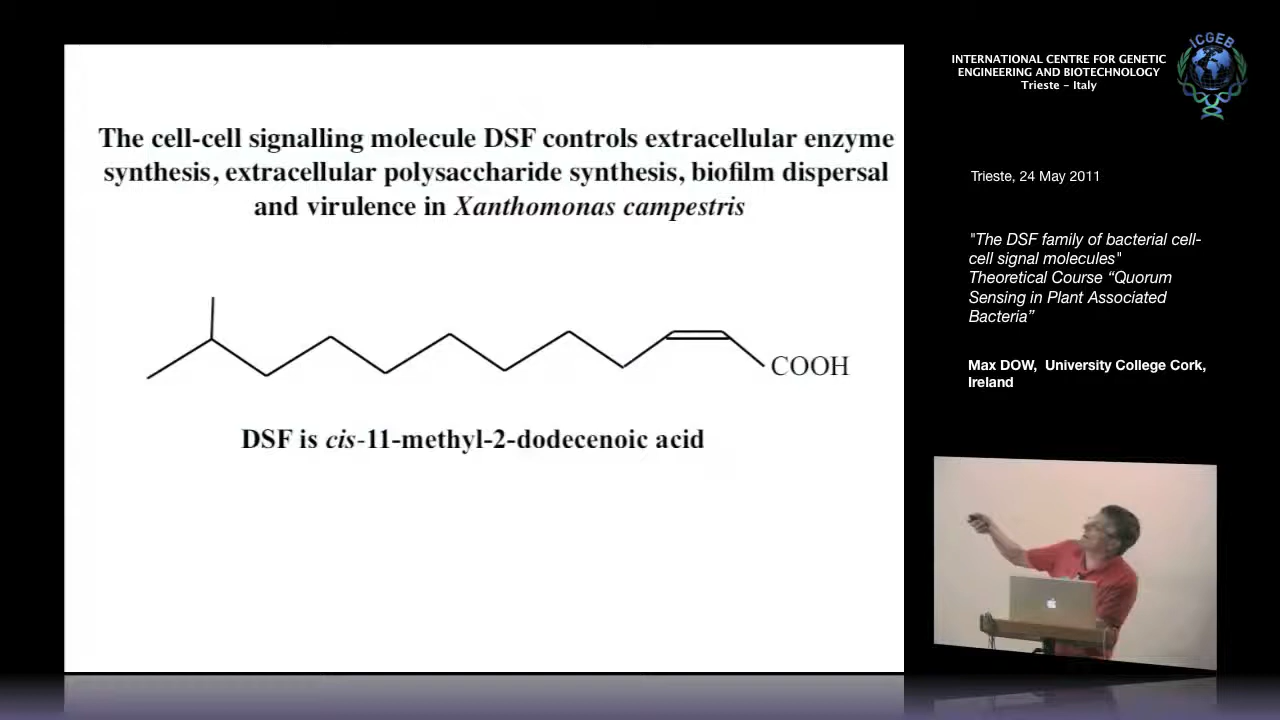 The cell-cell signalling molecule DSF controls extracellular enzyme
synthesis, extracellular polysaccharide synthesis, biofilm dispersal
and virulence in Xanthomonas campestris
COOH
DSF is cis-11-methyl-2-dodecenoic acid
ICGEB
INTERNATIONAL CENTRE FOR GENETIC
ENGINEERING AND BIOTECHNOLOGY
Trieste - Italy
Trieste, 24 May 2011
"The DSF family of bacterial cell-
cell signal molecules"
Theoretical Course “Quorum
Sensing in Plant Associated
Bacteria”
Max DOW, University College Cork,
Ireland